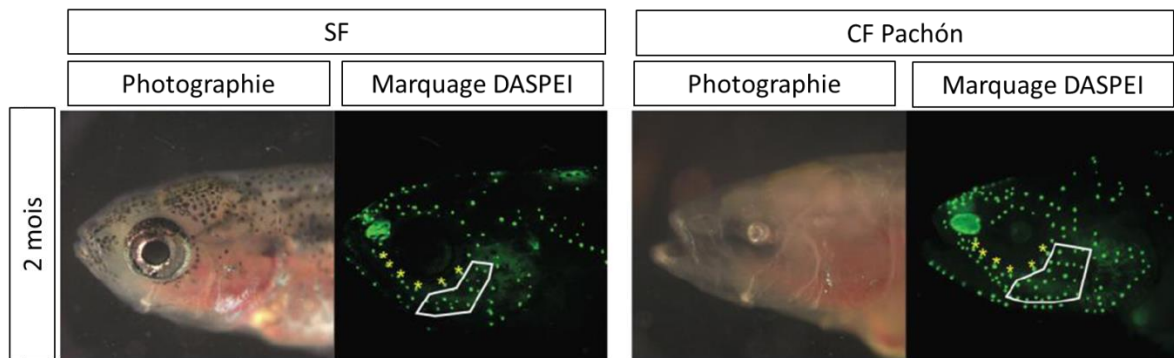 SF
CF Pachón
Photographie
Marquage DASPEI
Photographie
Marquage DASPEI
2 mois